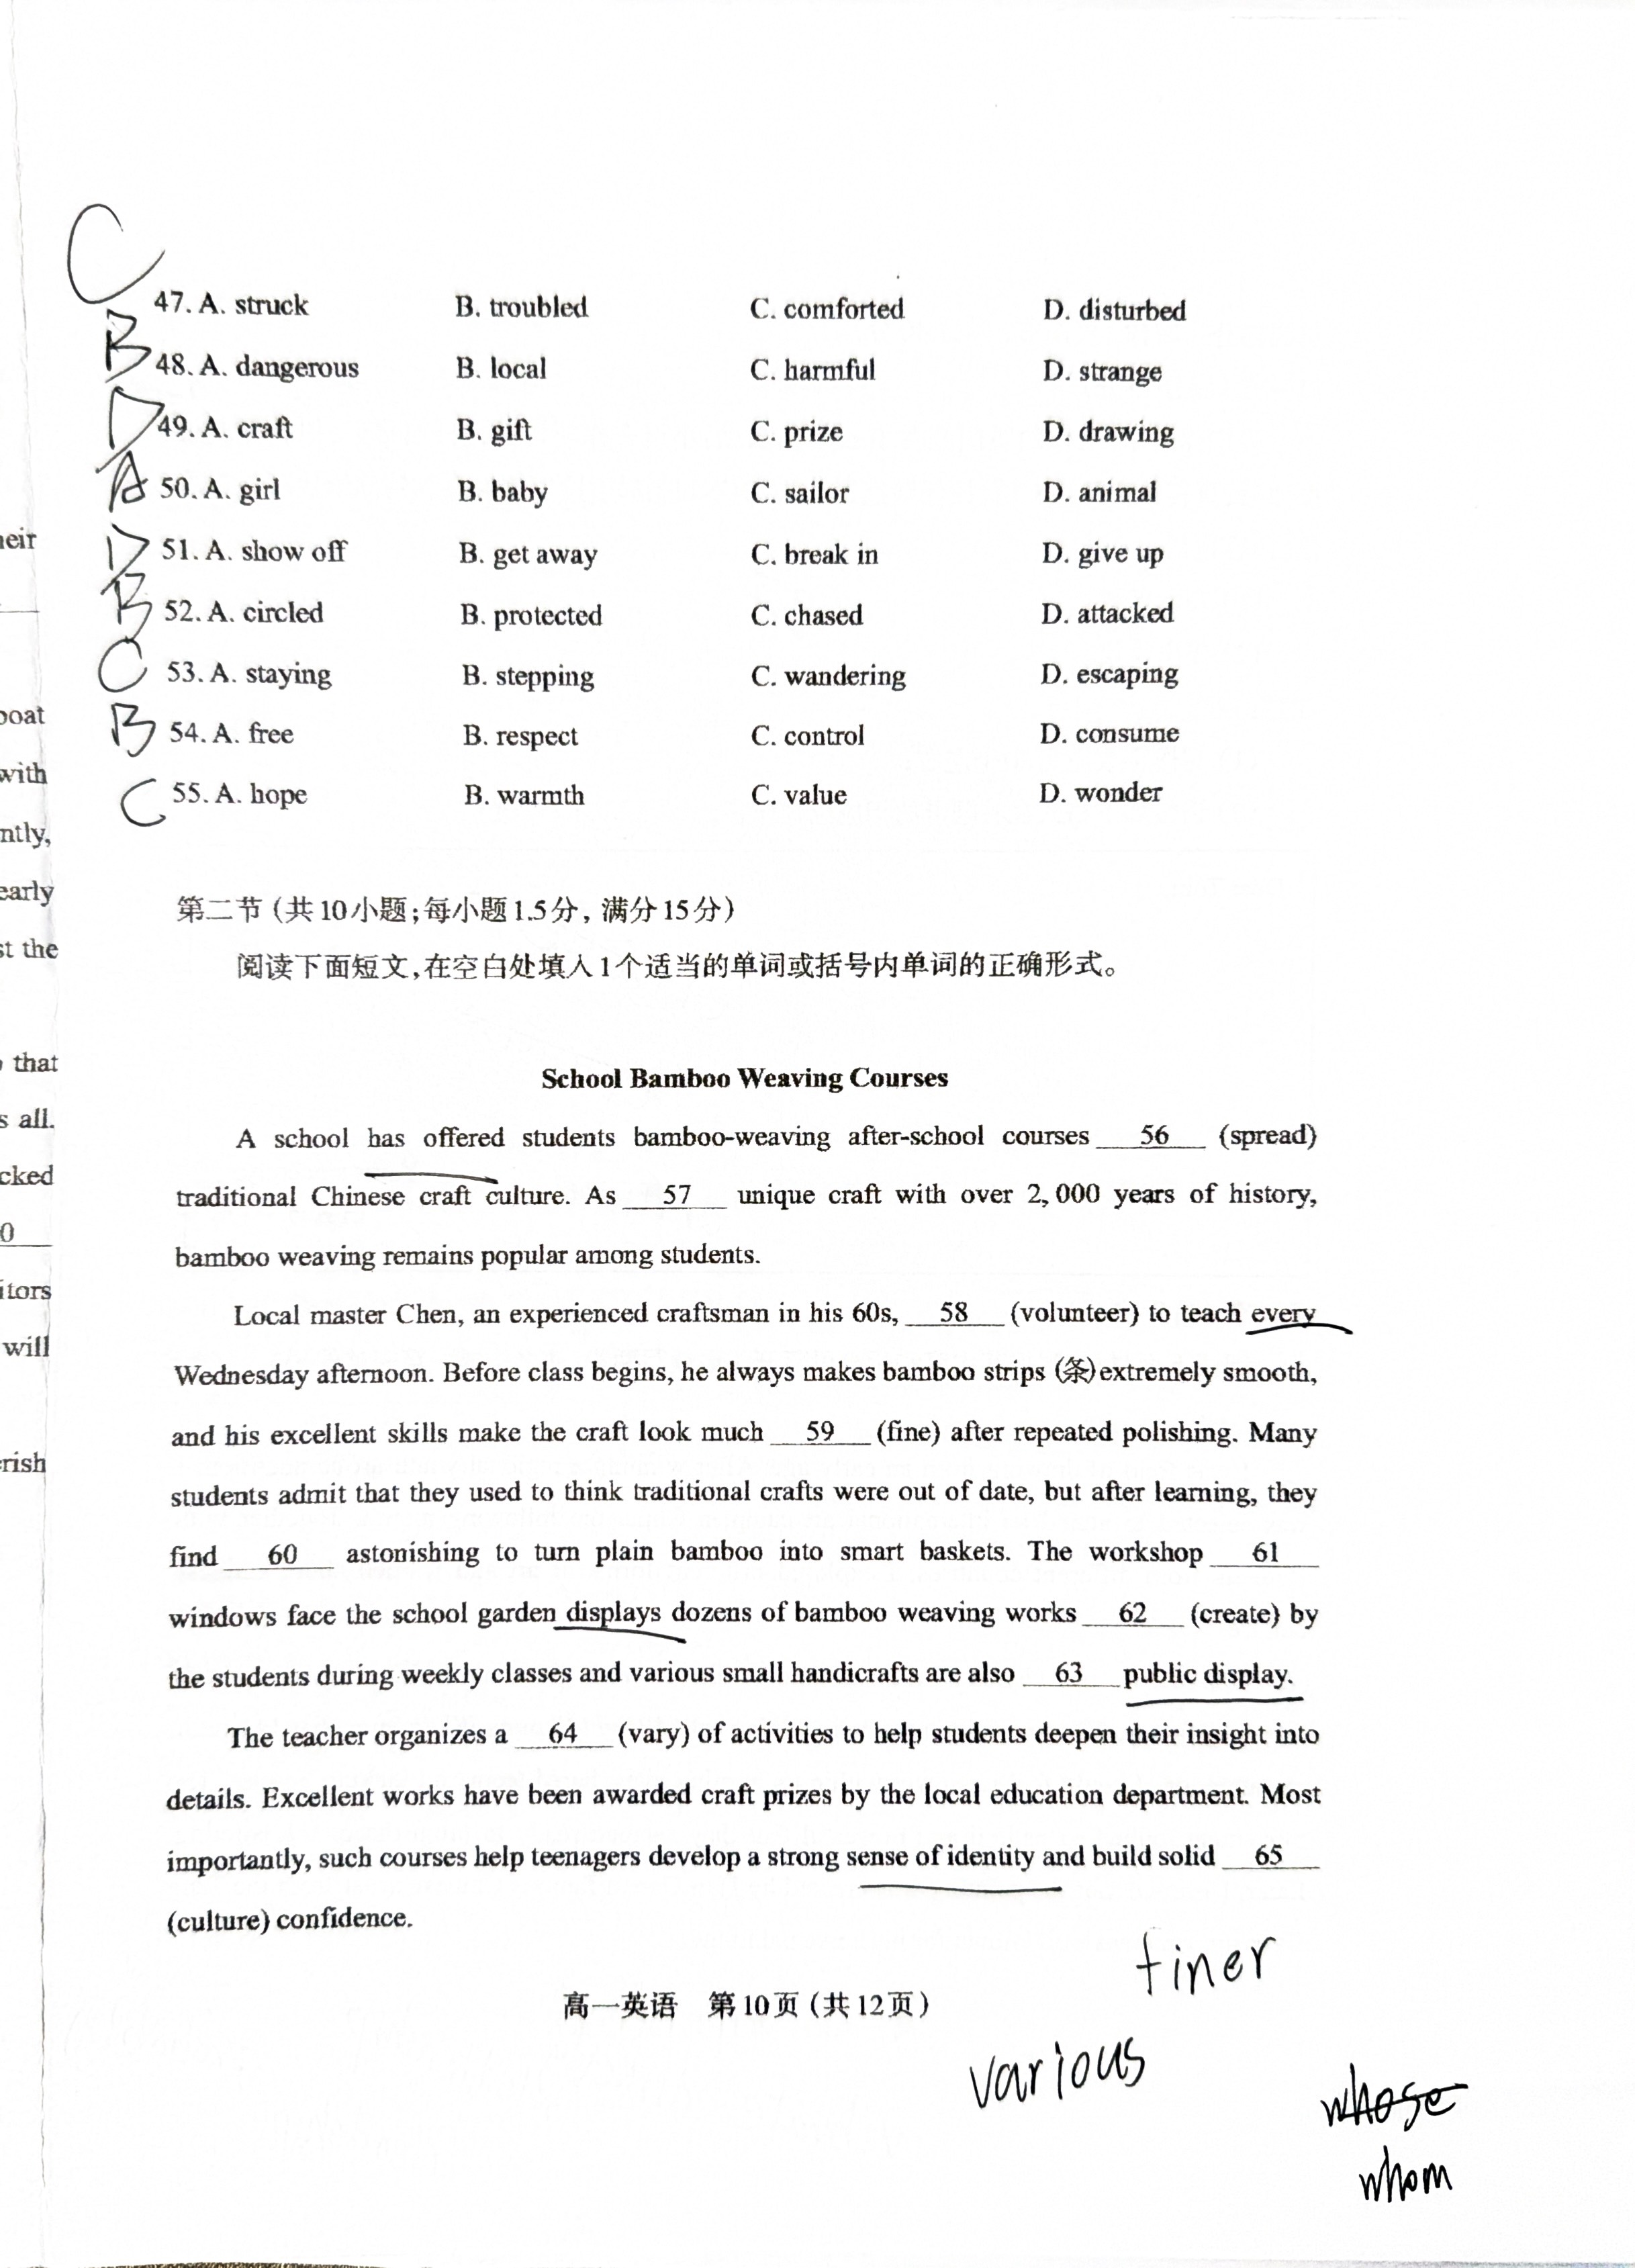 C
47. A. struck B. troubled C. comforted D. disturbed
B
48. A. dangerous B. local C. harmful D. strange
D
49. A. craft B. gift C. prize D. drawing
A
50. A. girl B. baby C. sailor D. animal
D
51. A. show off B. get away C. break in D. give up
B
52. A. circled B. protected C. chased D. attacked
C
53. A. staying B. stepping C. wandering D. escaping
B
54. A. free B. respect C. control D. consume
C
55. A. hope B. warmth C. value D. wonder
eir
oat
with
ntly,
early
st the
that
s all.
cked
0
itors
will
rish
第二节(共10小题;每小题1.5分, 满分15分)
阅读下面短文,在空白处填入1个适当的单词或括号内单词的正确形式。
School Bamboo Weaving Courses
A school has offered students bamboo-weaving after-school courses 56 (spread)
traditional Chinese craft culture. As 57 unique craft with over 2,000 years of history,
bamboo weaving remains popular among students.
Local master Chen, an experienced craftsman in his 60s, 58 (volunteer) to teach every
Wednesday afternoon. Before class begins, he always makes bamboo strips (条) extremely smooth,
and his excellent skills make the craft look much 59 (fine) after repeated polishing. Many
students admit that they used to think traditional crafts were out of date, but after learning, they
find 60 astonishing to turn plain bamboo into smart baskets. The workshop 61
windows face the school garden displays dozens of bamboo weaving works 62 (create) by
the students during weekly classes and various small handicrafts are also 63 public display.
The teacher organizes a 64 (vary) of activities to help students deepen their insight into
details. Excellent works have been awarded craft prizes by the local education department. Most
importantly, such courses help teenagers develop a strong sense of identity and build solid 65
(culture) confidence.
finer
高一英语 第10页(共12页)
various
whose
whom